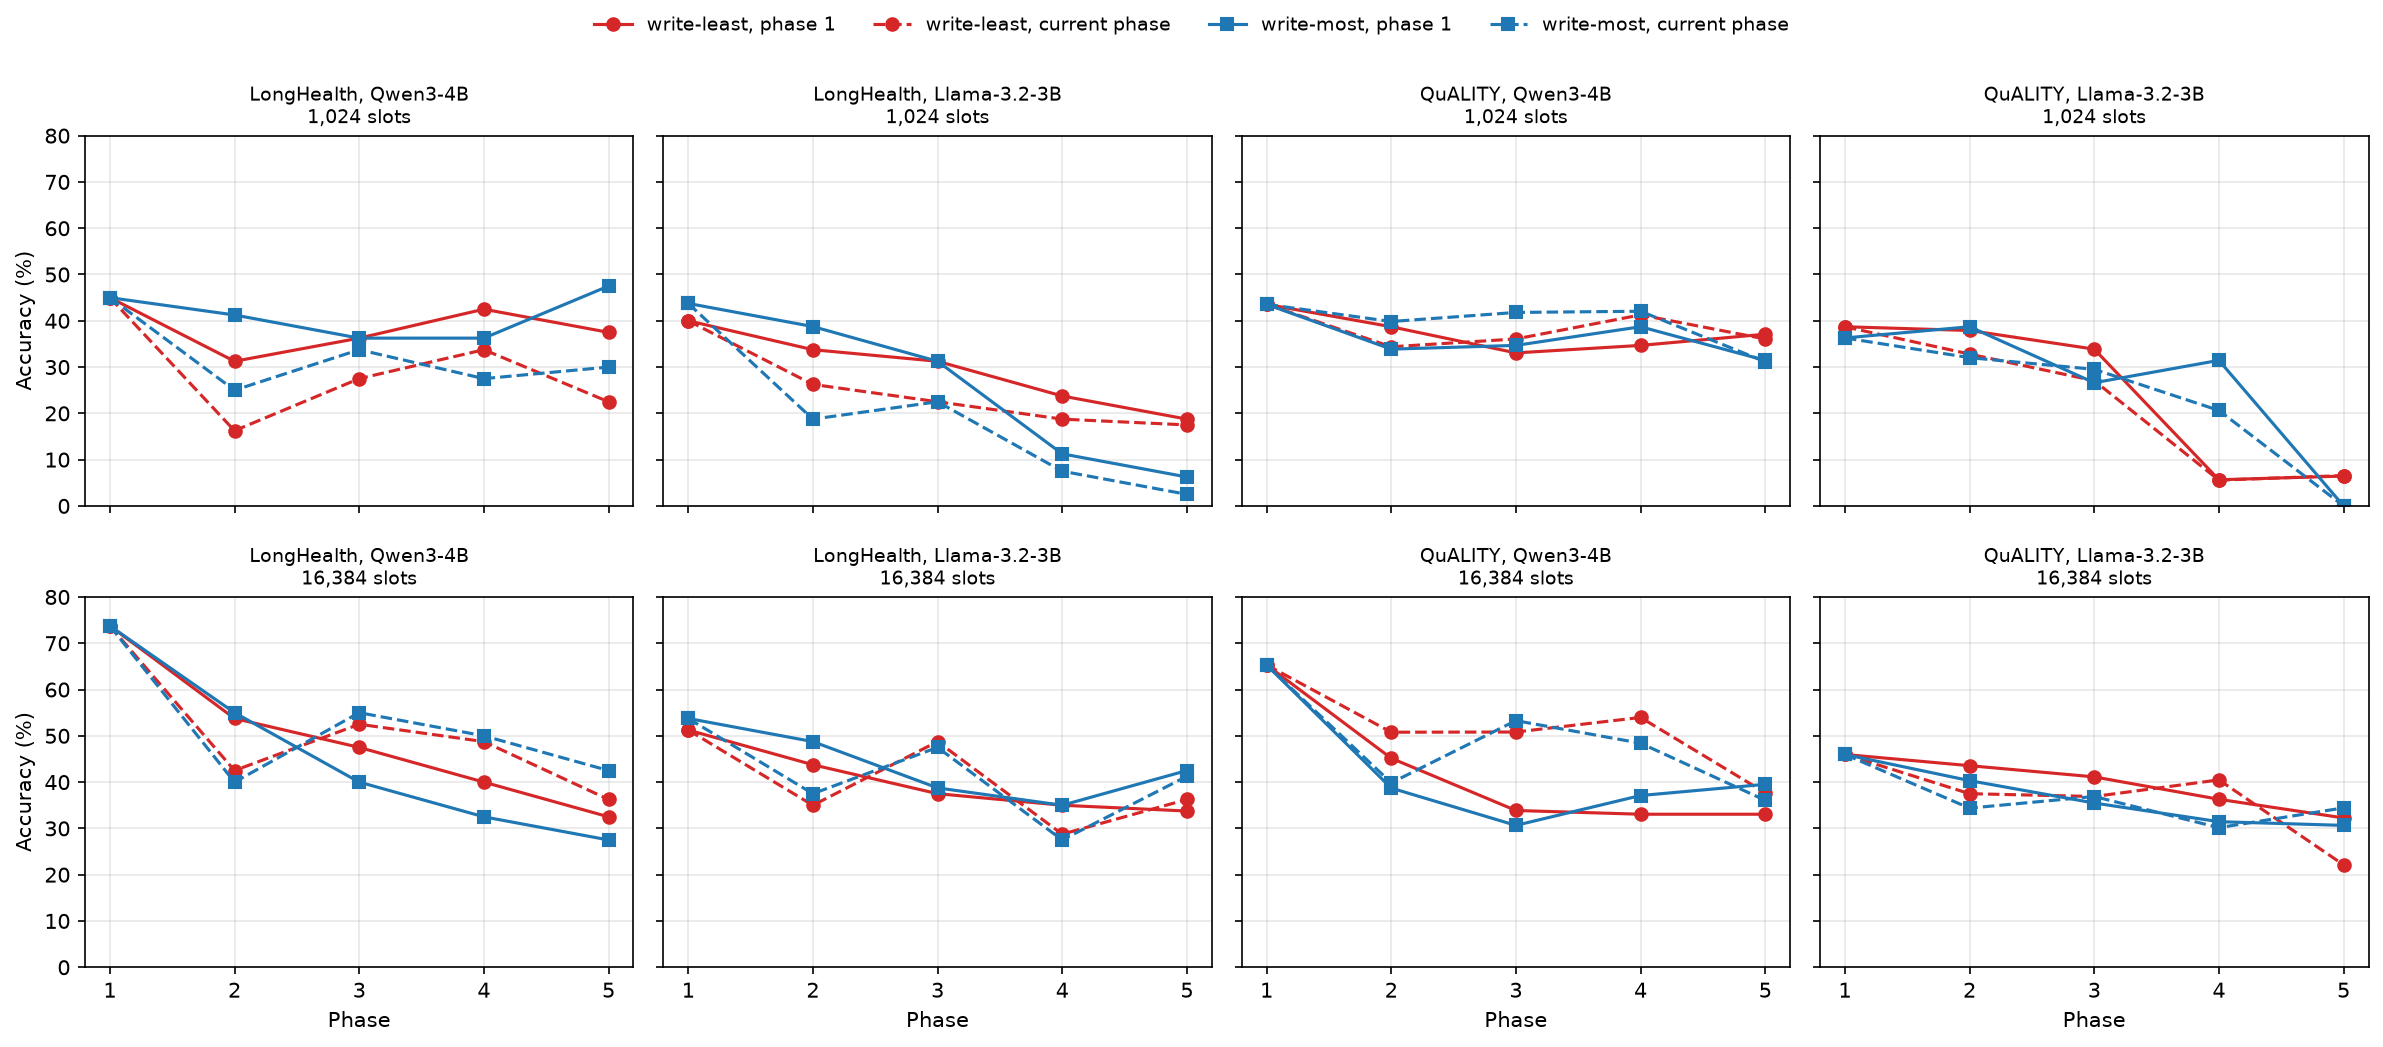 write-least, phase 1
write-least, current phase
write-most, phase 1
write-most, current phase
LongHealth, Qwen3-4B
1,024 slots
LongHealth, Llama-3.2-3B
1,024 slots
QuALITY, Qwen3-4B
1,024 slots
QuALITY, Llama-3.2-3B
1,024 slots
Accuracy (%)
80
70
60
50
40
30
20
10
0
LongHealth, Qwen3-4B
16,384 slots
LongHealth, Llama-3.2-3B
16,384 slots
QuALITY, Qwen3-4B
16,384 slots
QuALITY, Llama-3.2-3B
16,384 slots
Accuracy (%)
80
70
60
50
40
30
20
10
0
1 2 3 4 5
1 2 3 4 5
1 2 3 4 5
1 2 3 4 5
Phase
Phase
Phase
Phase